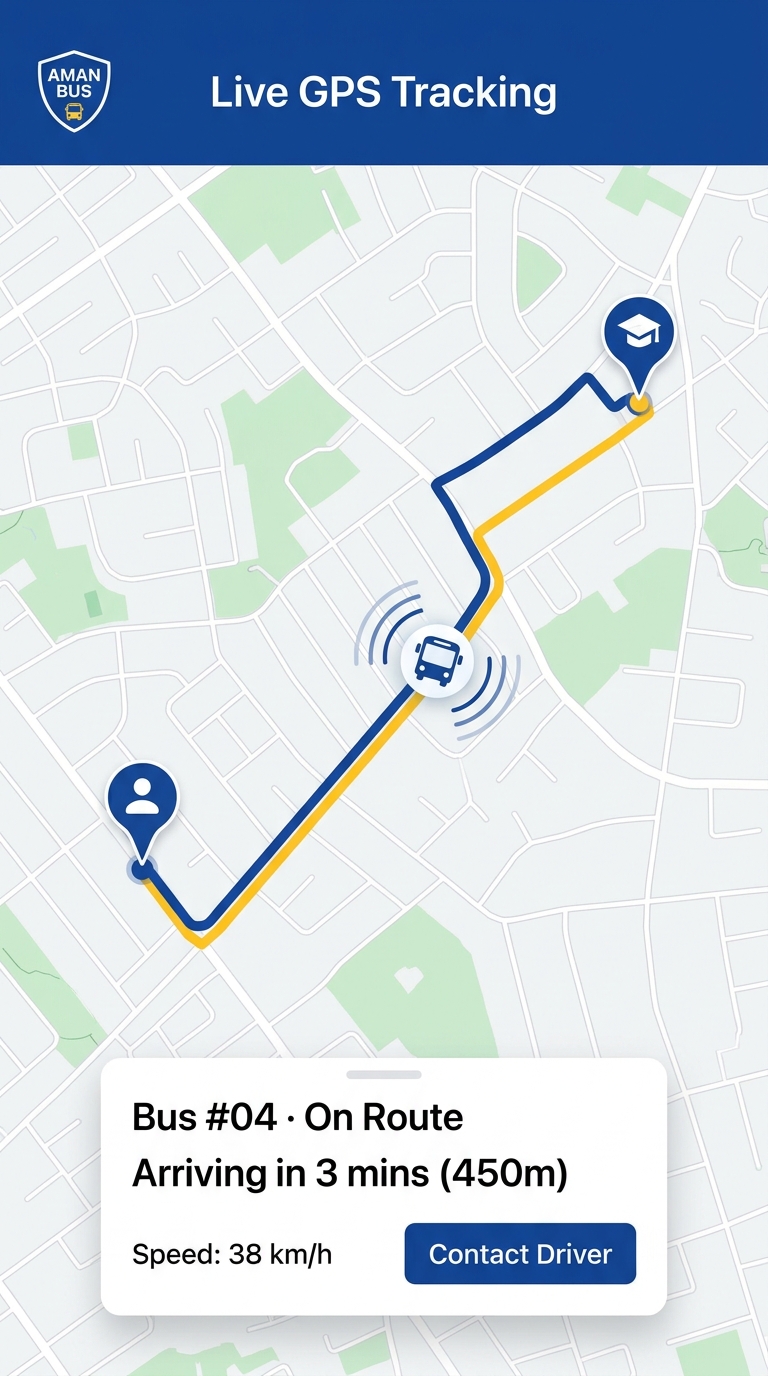 AMAN
BUS
Live GPS Tracking
Bus #04 · On Route
Arriving in 3 mins (450m)
Speed: 38 km/h
Contact Driver